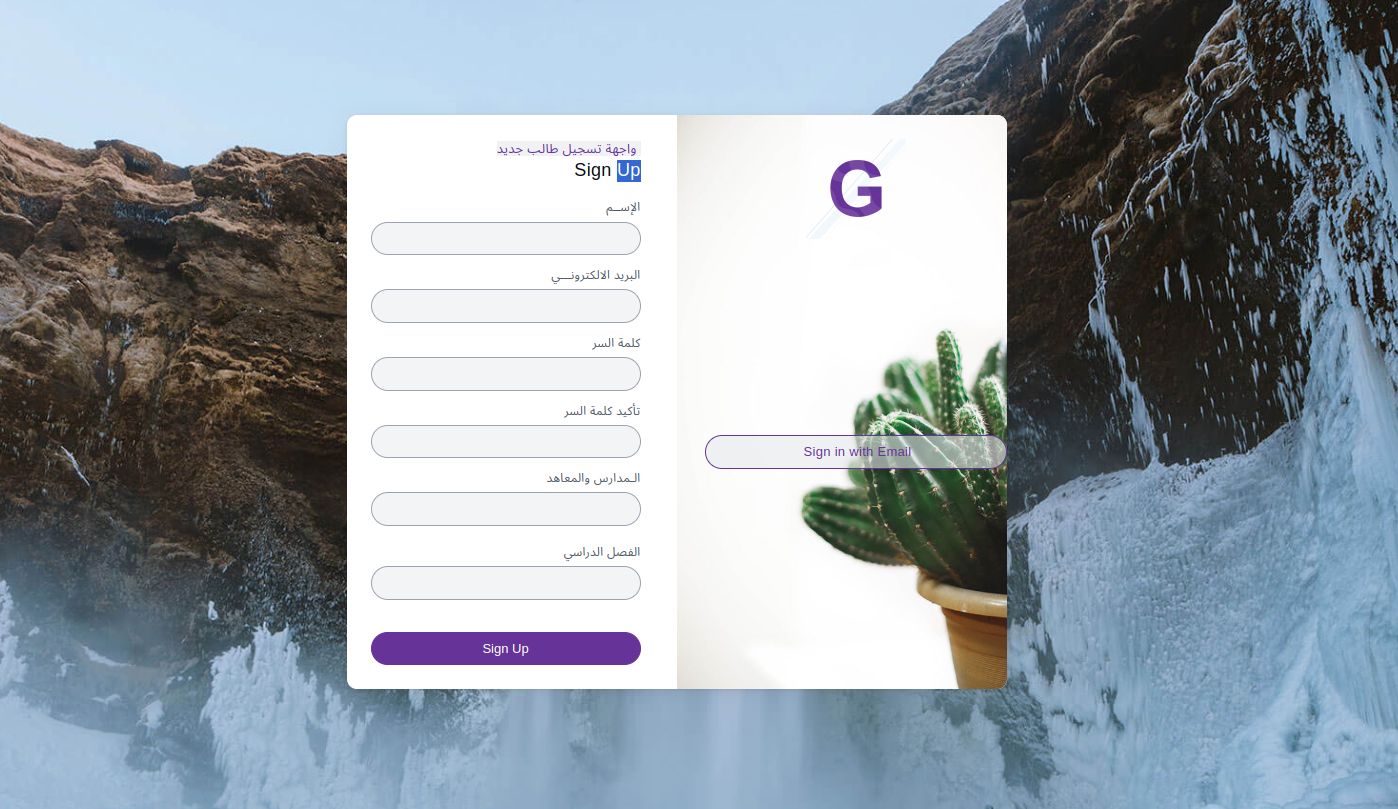 واجهة تسجيل طالب جديد
Sign Up
الإســم
البريد الالكترونـــي
كلمة السر
تأكيد كلمة السر
الـمدارس والمعاهد
الفصل الدراسي
Sign Up
G
Sign in with Email